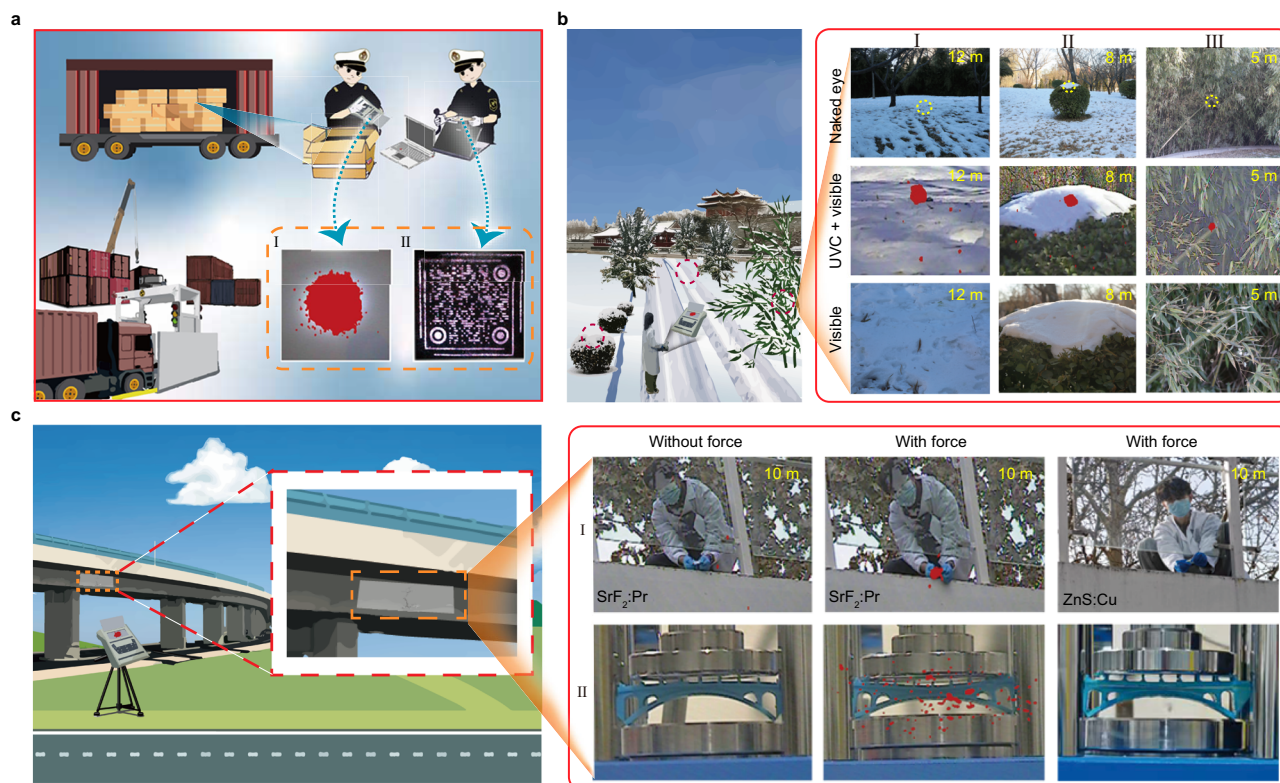 a
I
II
b
I
II
III
Naked eye
12 m
8 m
5 m
UVC + visible
12 m
8 m
5 m
Visible
12 m
8 m
5 m
c
Without force
With force
With force
I
10 m
10 m
10 m
SrF₂:Pr
SrF₂:Pr
ZnS:Cu
II